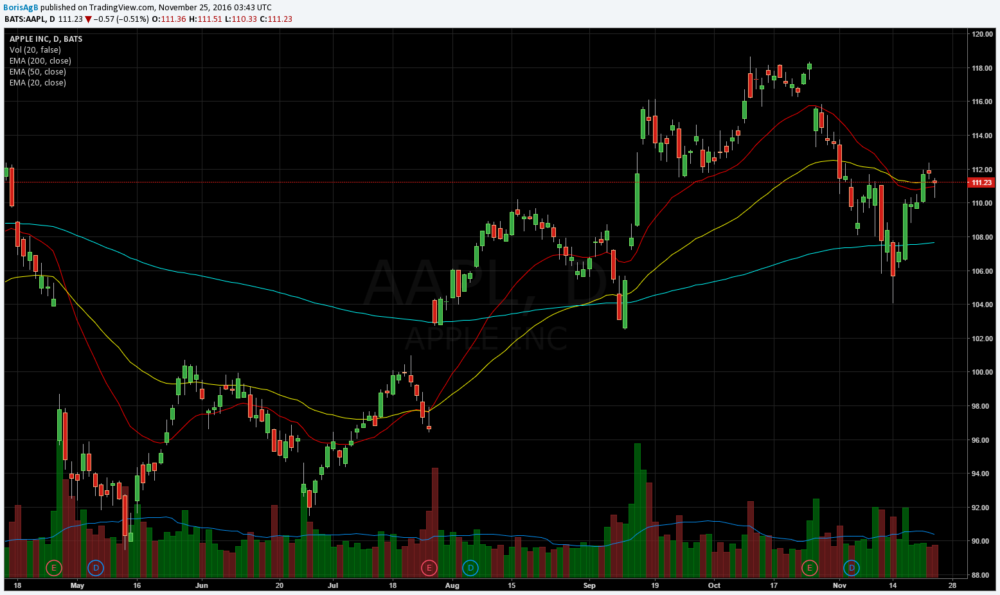 BorisAgB published on TradingView.com, November 25, 2016 03:43 UTC
BATS:AAPL, D 111.23 ▼ −0.57 (−0.51%) O:111.36 H:111.51 L:110.33 C:111.23
APPLE INC, D, BATS
Vol (20, false)
EMA (200, close)
EMA (50, close)
EMA (20, close)
AAPL, D
APPLE INC
120.00
118.00
116.00
114.00
112.00
111.23
110.00
108.00
106.00
104.00
102.00
100.00
98.00
96.00
94.00
92.00
90.00
88.00
E D E D E D
18 May 16 Jun 20 Jul 18 Aug 15 Sep 19 Oct 17 Nov 14 28